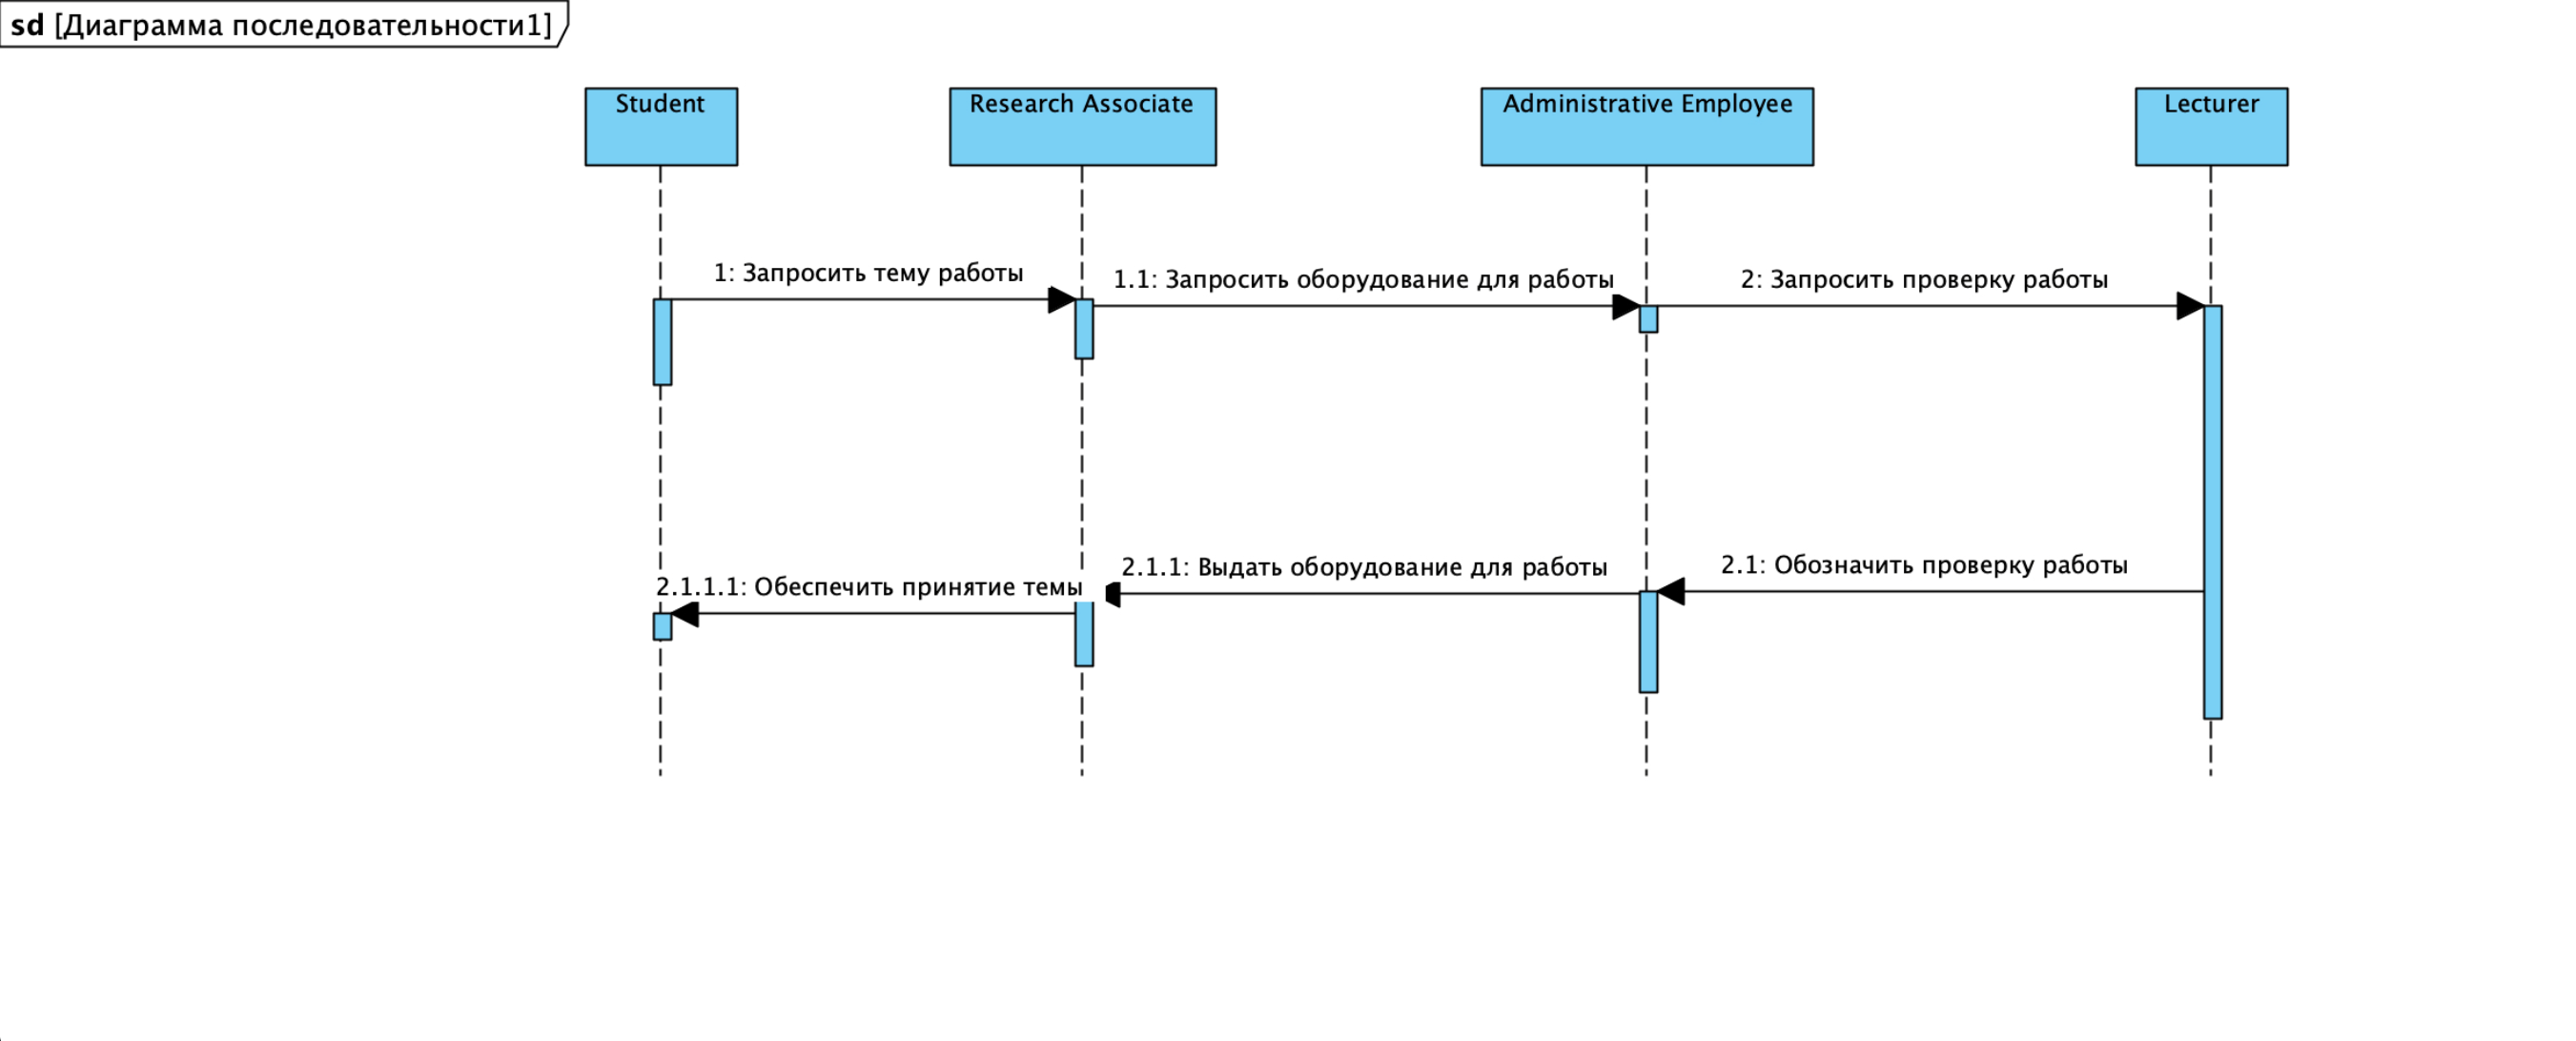 sd [Диаграмма последовательности1]
Student
Research Associate
Administrative Employee
Lecturer
1: Запросить тему работы
1.1: Запросить оборудование для работы
2: Запросить проверку работы
2.1: Обозначить проверку работы
2.1.1: Выдать оборудование для работы
2.1.1.1: Обеспечить принятие темы